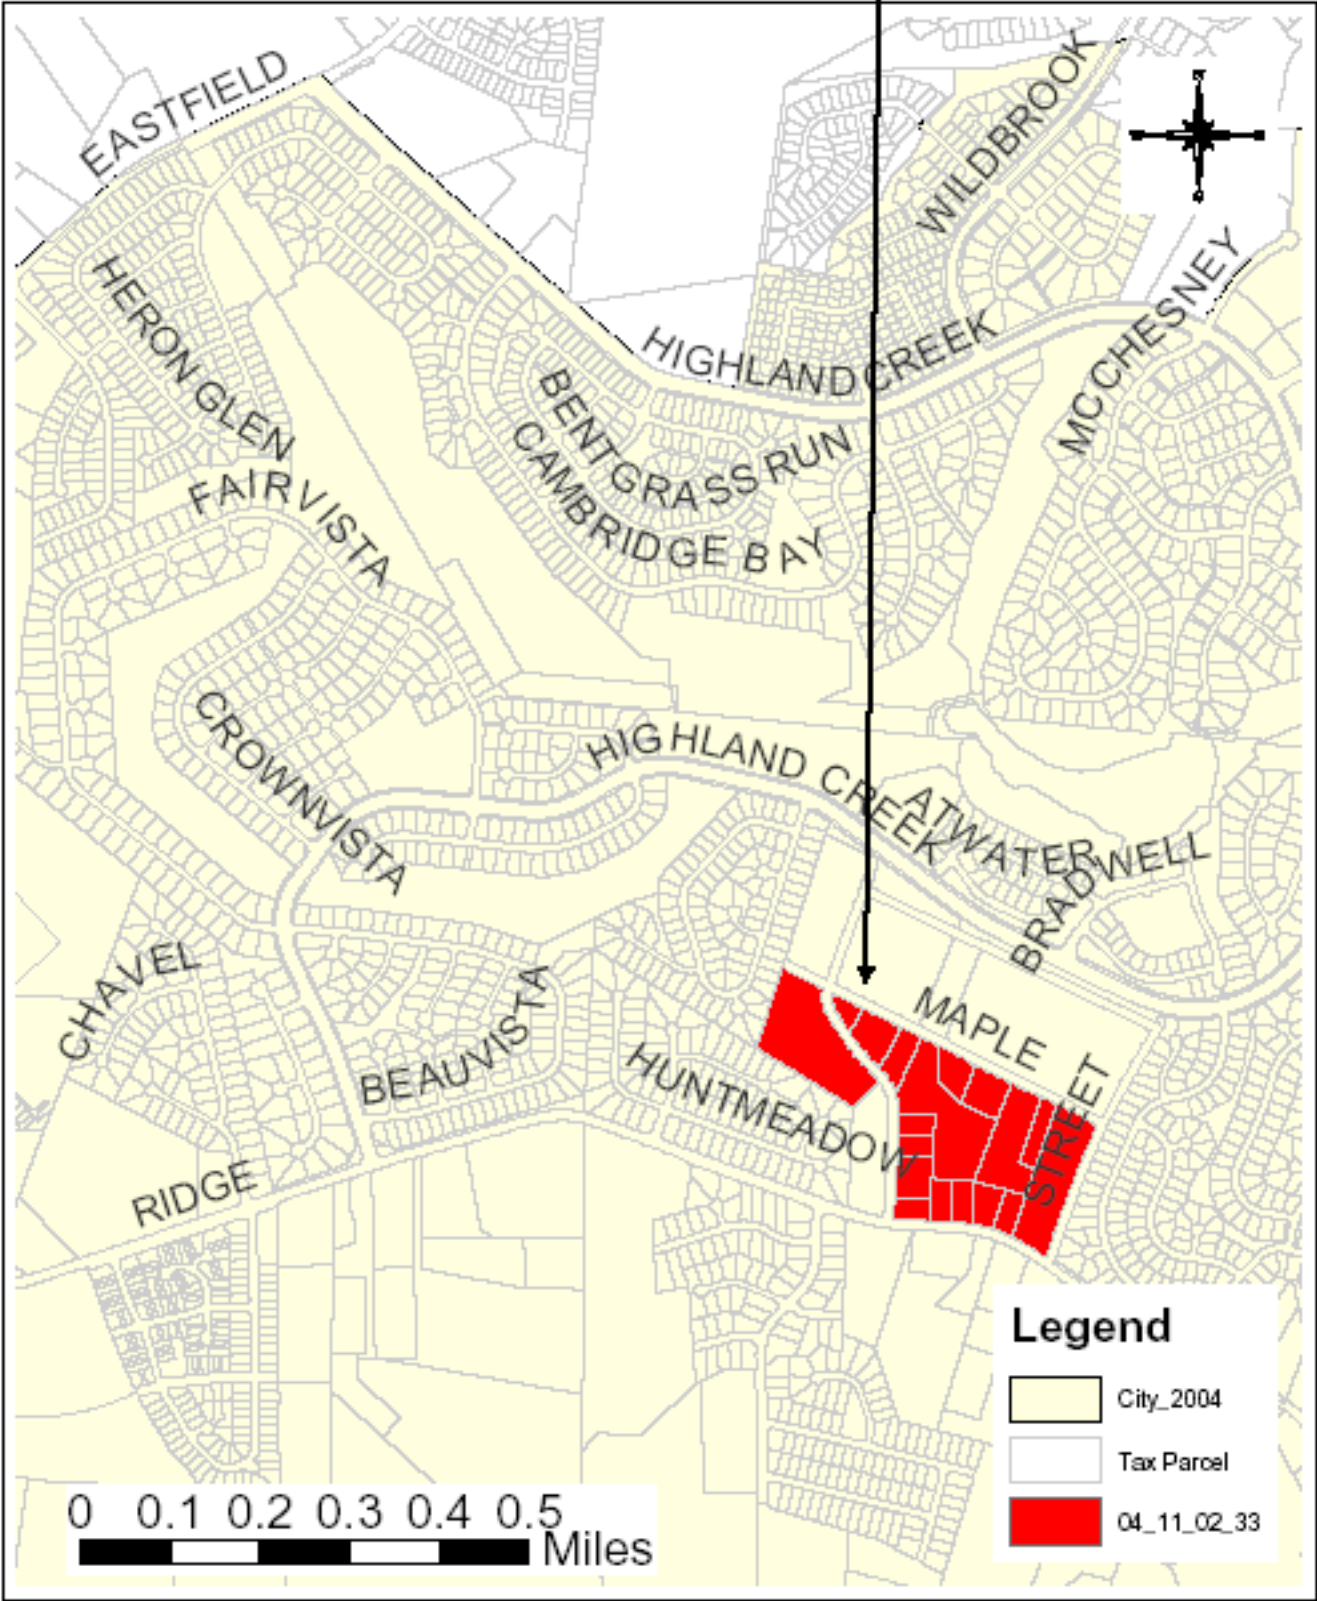 EASTFIELD
WILDBROOK
HERON GLEN
MC CHESNEY
HIGHLAND CREEK
BENTGRASS RUN
CAMBRIDGE BAY
FAIRVISTA
CROWNVISTA
HIGHLAND CREEK
ATWATER
BRADWELL
CHAVEL
BEAUVISTA
MAPLE
HUNTMEADOW
STREET
RIDGE
Legend
City_2004
Tax Parcel
04_11_02_33
0 0.1 0.2 0.3 0.4 0.5
Miles